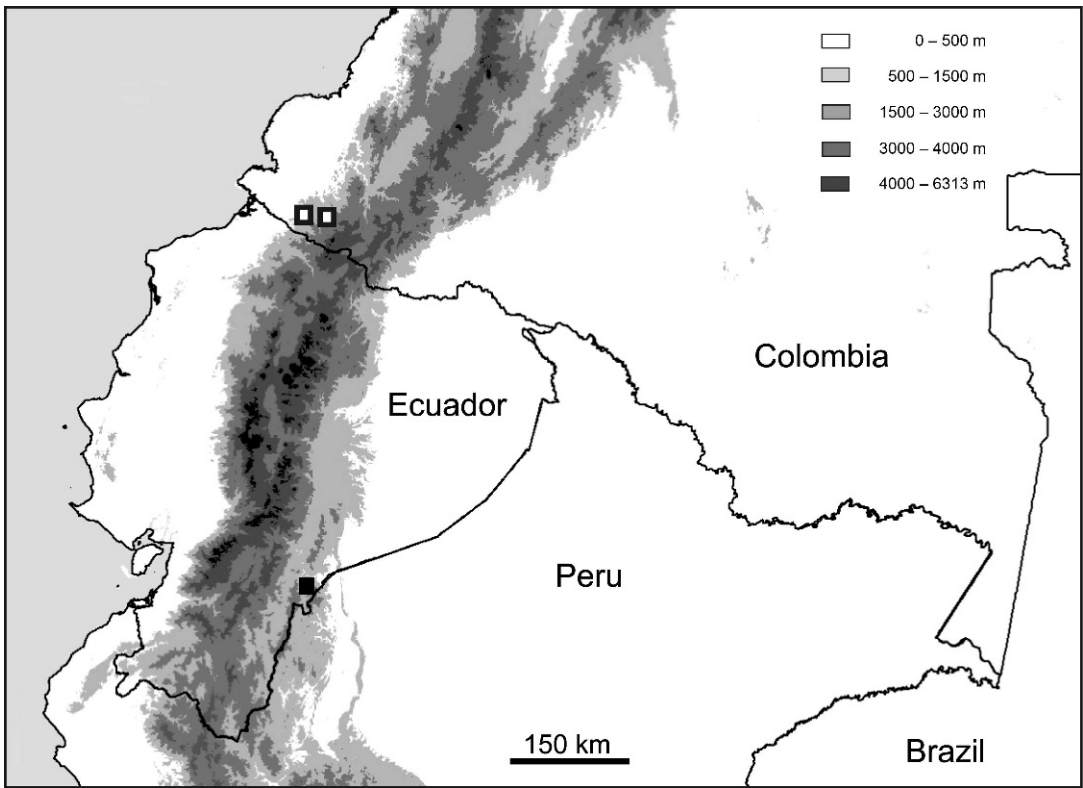 0 – 500 m
500 – 1500 m
1500 – 3000 m
3000 – 4000 m
4000 – 6313 m
Colombia
Ecuador
Peru
150 km
Brazil